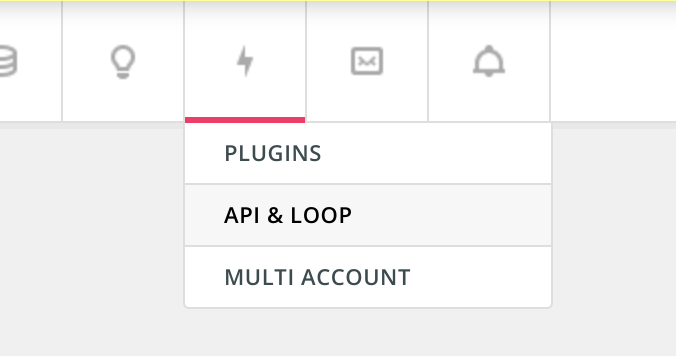 PLUGINS
API & LOOP
MULTI ACCOUNT